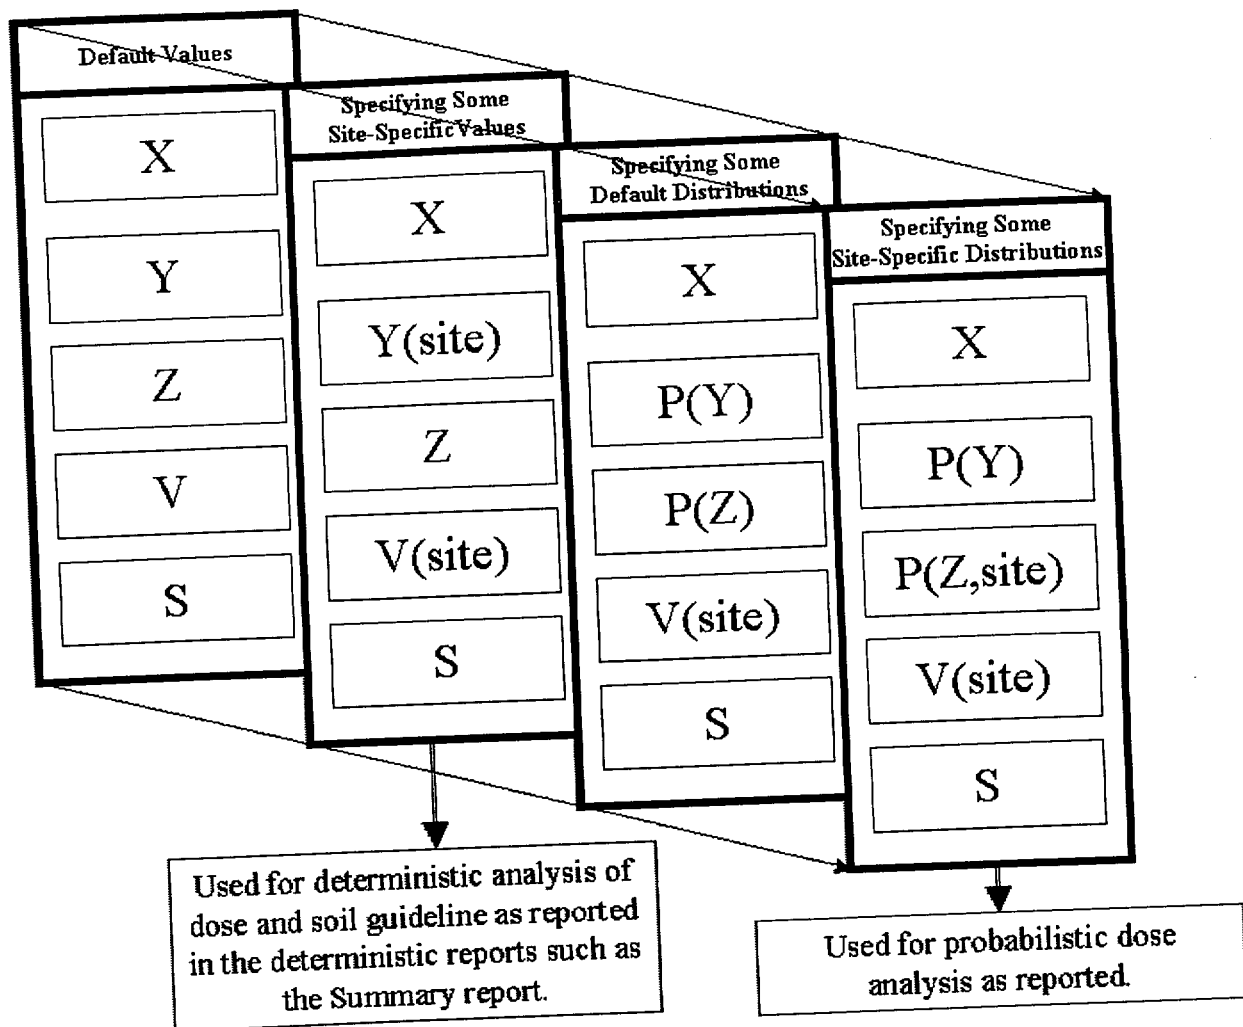 Default Values
X
Y
Z
V
S
Specifying Some
Site-Specific Values
X
Y(site)
Z
V(site)
S
Specifying Some
Default Distributions
X
P(Y)
P(Z)
V(site)
S
Specifying Some
Site-Specific Distributions
X
P(Y)
P(Z,site)
V(site)
S
Used for deterministic analysis of
dose and soil guideline as reported
in the deterministic reports such as
the Summary report.
Used for probabilistic dose
analysis as reported.